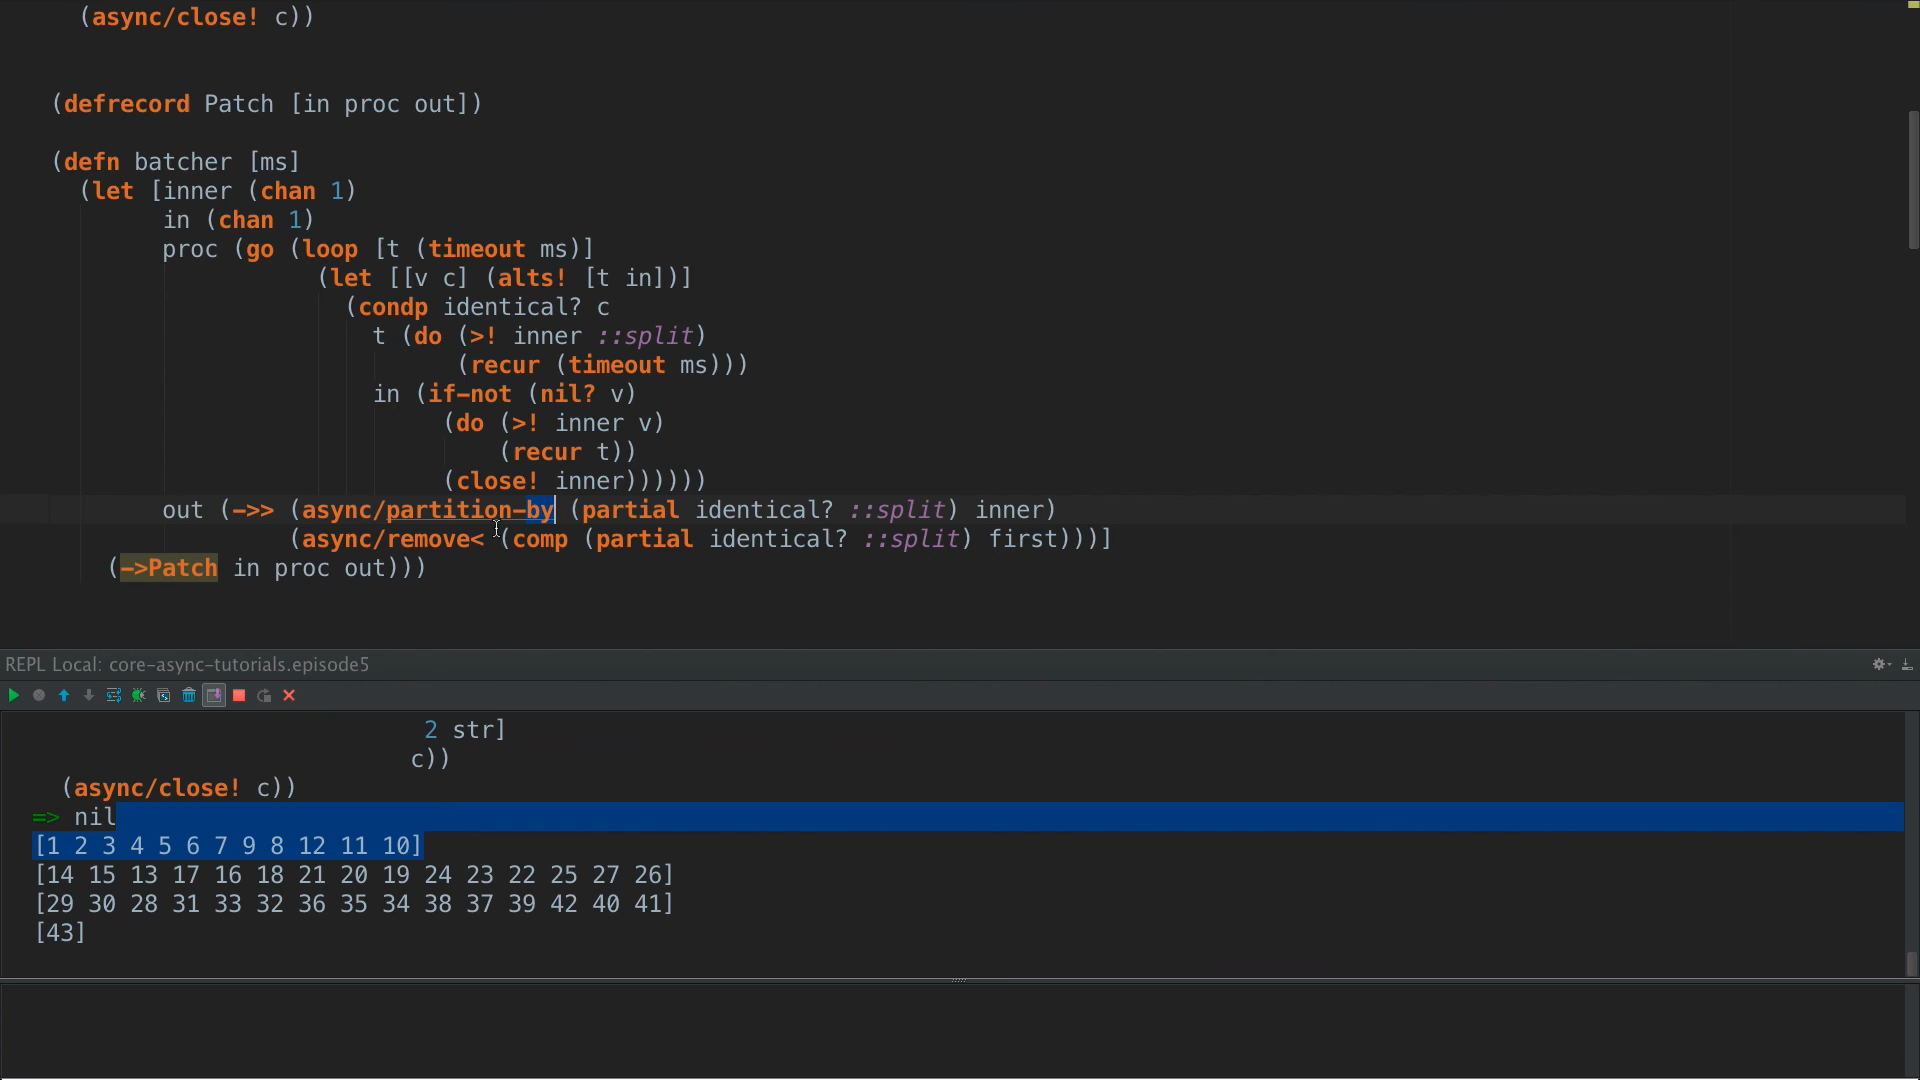 (async/close! c))
(defrecord Patch [in proc out])
(defn batcher [ms]
(let [inner (chan 1)
in (chan 1)
proc (go (loop [t (timeout ms)]
(let [[v c] (alts! [t in])]
(condp identical? c
t (do (>! inner ::split)
(recur (timeout ms)))
in (if-not (nil? v)
(do (>! inner v)
(recur t))
(close! inner))))))
out (->> (async/partition-by (partial identical? ::split) inner)
(async/remove< (comp (partial identical? ::split) first)))]
(->Patch in proc out)))
REPL Local: core-async-tutorials.episode5
2 str]
c))
(async/close! c))
=> nil
[1 2 3 4 5 6 7 9 8 12 11 10]
[14 15 13 17 16 18 21 20 19 24 23 22 25 27 26]
[29 30 28 31 33 32 36 35 34 38 37 39 42 40 41]
[43]